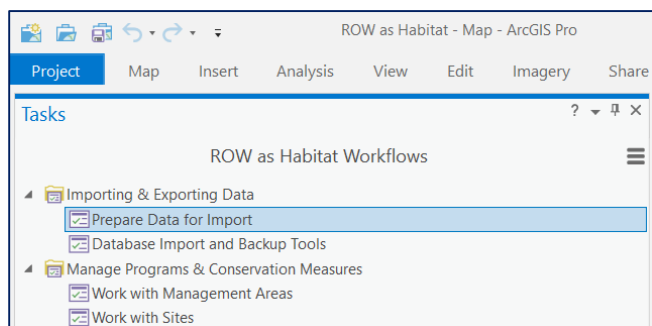 ROW as Habitat - Map - ArcGIS Pro
Project Map Insert Analysis View Edit Imagery Share
Tasks ?
ROW as Habitat Workflows
Importing & Exporting Data
Prepare Data for Import
Database Import and Backup Tools
Manage Programs & Conservation Measures
Work with Management Areas
Work with Sites